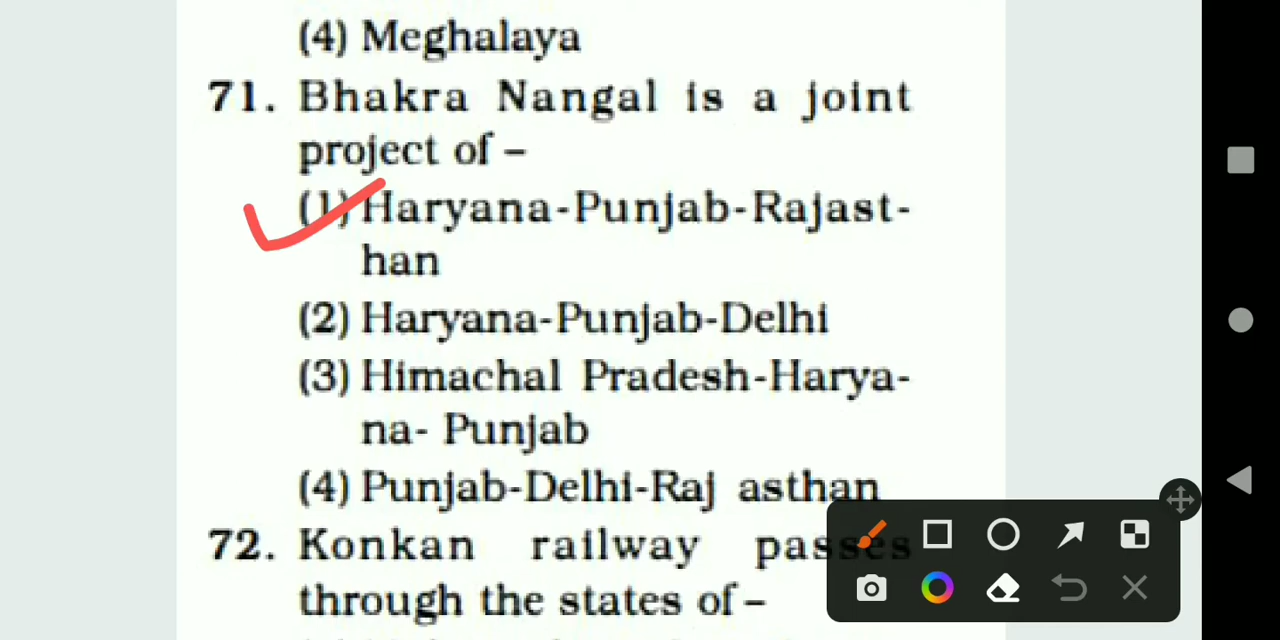 (4) Meghalaya
71. Bhakra Nangal is a joint
project of –
(1) Haryana-Punjab-Rajast-
han
(2) Haryana-Punjab-Delhi
(3) Himachal Pradesh-Harya-
na- Punjab
(4) Punjab-Delhi-Raj asthan
72. Konkan railway passes
through the states of –